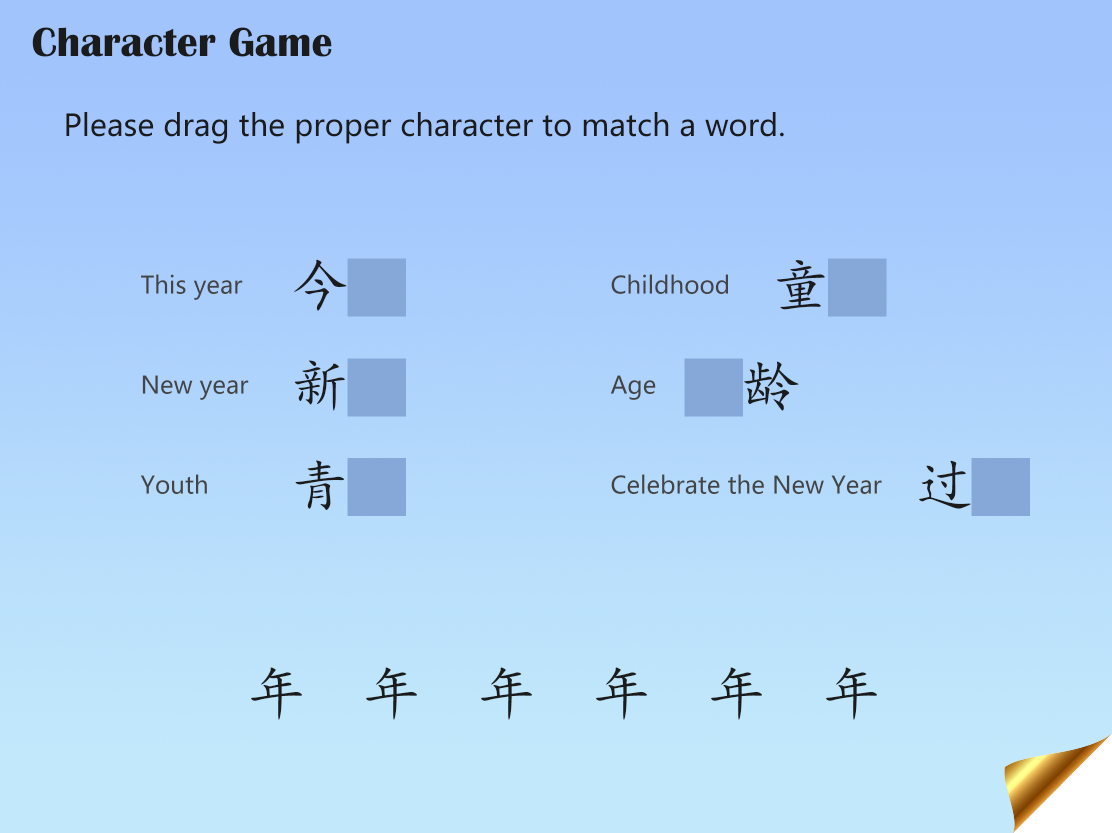 Character Game
Please drag the proper character to match a word.
This year 今
Childhood 童
New year 新
Age 龄
Youth 青
Celebrate the New Year 过
年 年 年 年 年 年